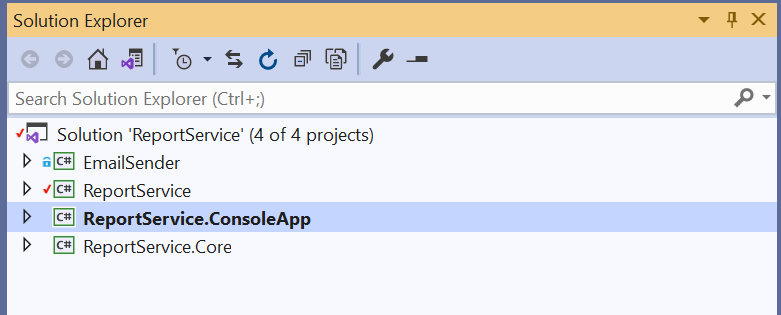 Solution Explorer
Search Solution Explorer (Ctrl+;)
Solution 'ReportService' (4 of 4 projects)
C# EmailSender
C# ReportService
C# ReportService.ConsoleApp
C# ReportService.Core